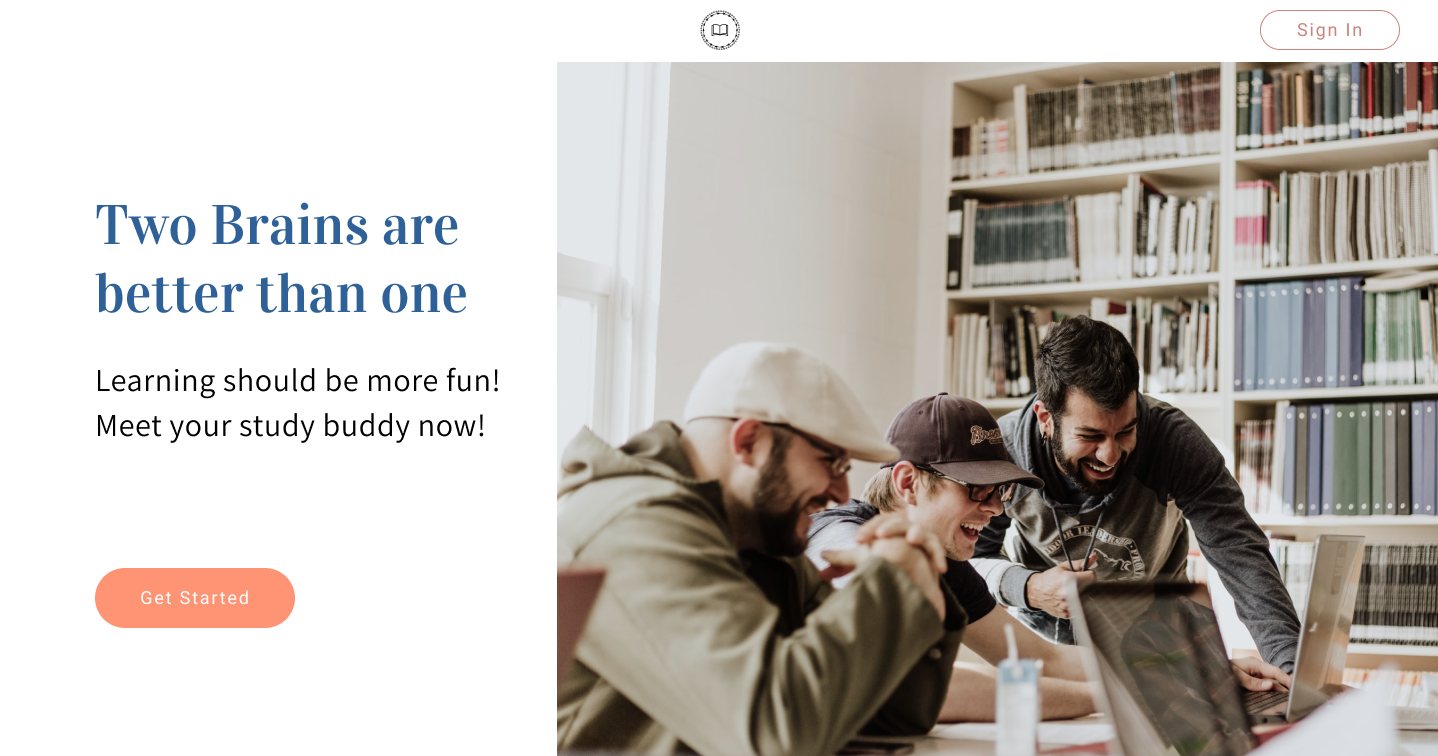 Sign In
Two Brains are
better than one
Learning should be more fun!
Meet your study buddy now!
Get Started